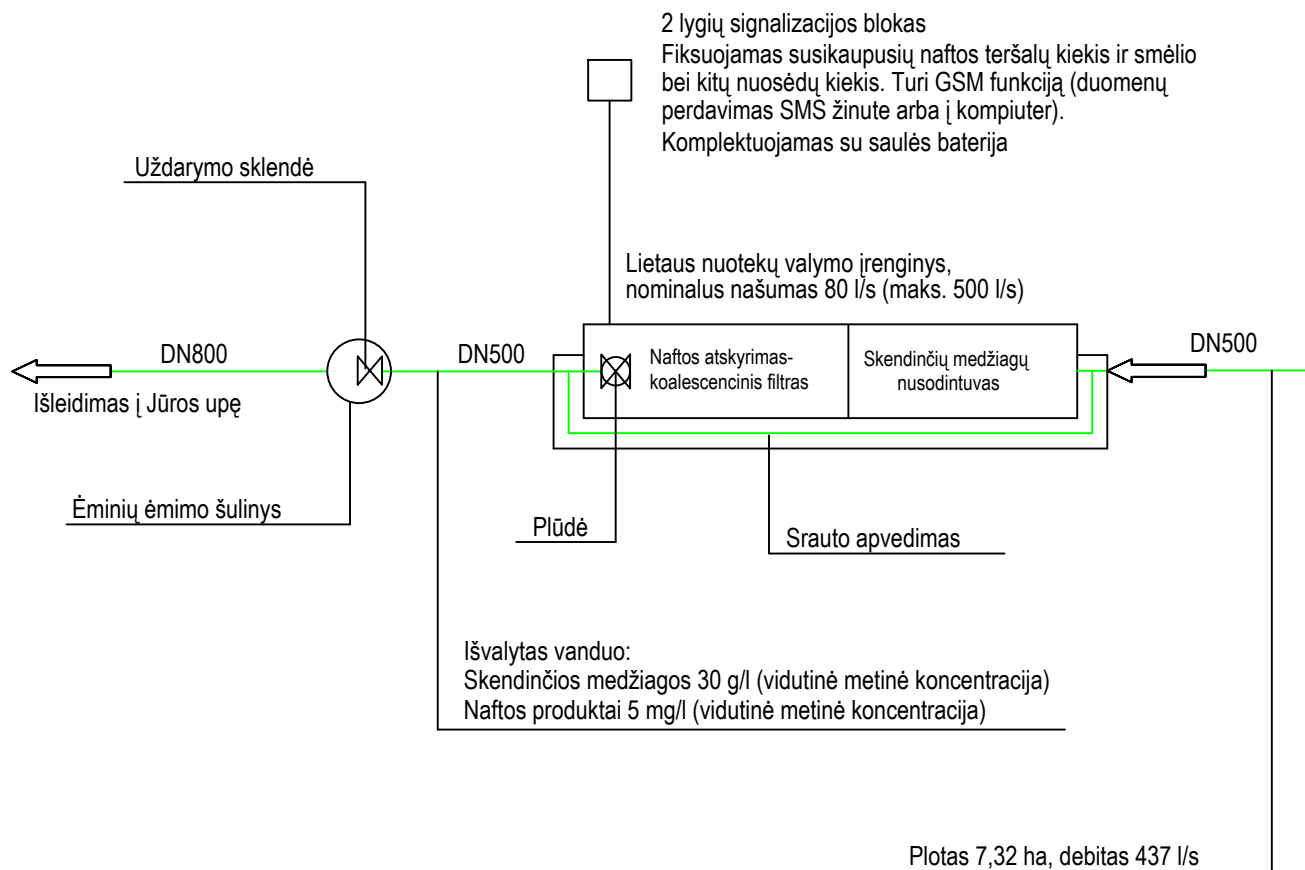 2 lygių signalizacijos blokas
Fiksuojamas susikaupusių naftos teršalų kiekis ir smėlio
bei kitų nuosėdų kiekis. Turi GSM funkciją (duomenų
perdavimas SMS žinute arba į kompiuter).
Komplektuojamas su saulės baterija
Uždarymo sklendė
Lietaus nuotekų valymo įrenginys,
nominalus našumas 80 l/s (maks. 500 l/s)
DN800
DN500
Naftos atskyrimas-
koalescencinis filtras
Skendinčių medžiagų
nusodintuvas
DN500
Išleidimas į Jūros upę
Ėminių ėmimo šulinys
Plūdė
Srauto apvedimas
Išvalytas vanduo:
Skendinčios medžiagos 30 g/l (vidutinė metinė koncentracija)
Naftos produktai 5 mg/l (vidutinė metinė koncentracija)
Plotas 7,32 ha, debitas 437 l/s